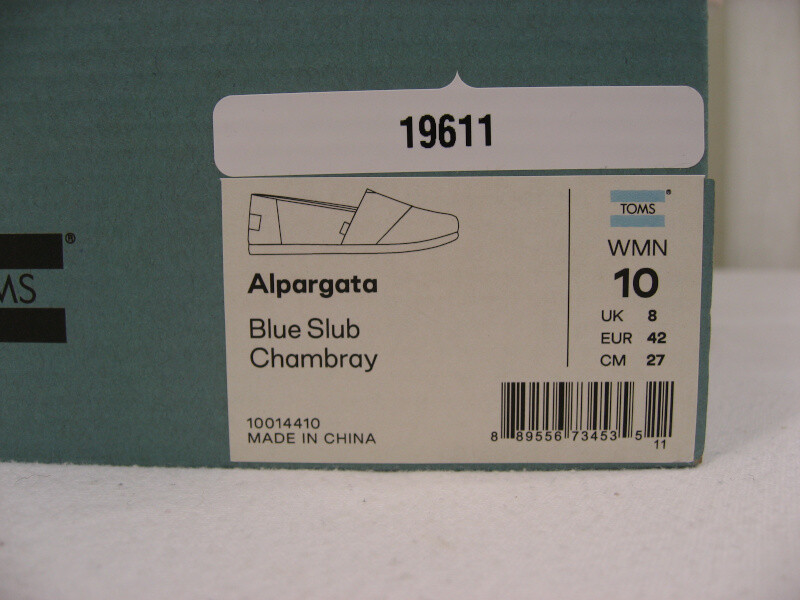 19611
MS®
Alpargata
Blue Slub
Chambray
10014410
MADE IN CHINA
TOMS®
WMN
10
UK 8
EUR 42
CM 27
8 89556 73453 5
11